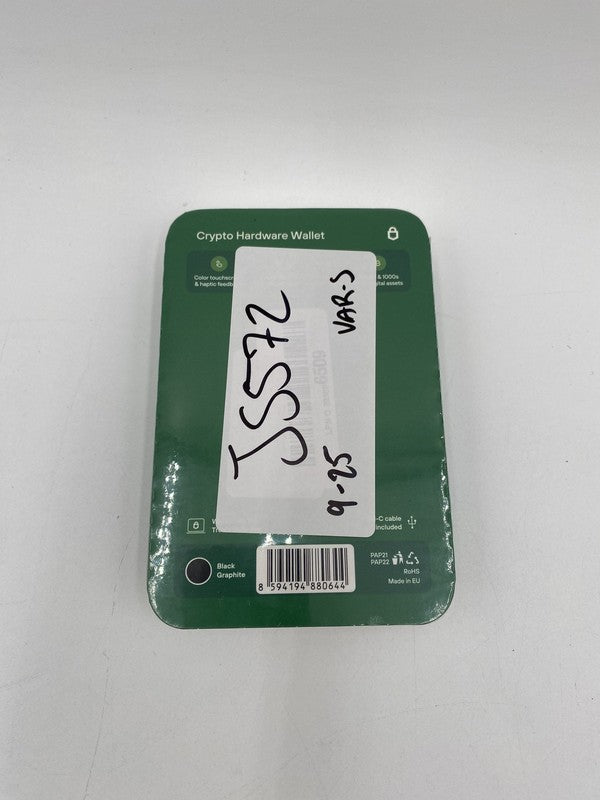 Crypto Hardware Wallet
Color touchscr
& haptic feedb
& 1000s
gital assets
JS572
VAR-S
9-25
-C cable
included
Black
Graphite
8 594194 880644
PAP21
PAP22
RoHS
Made in EU